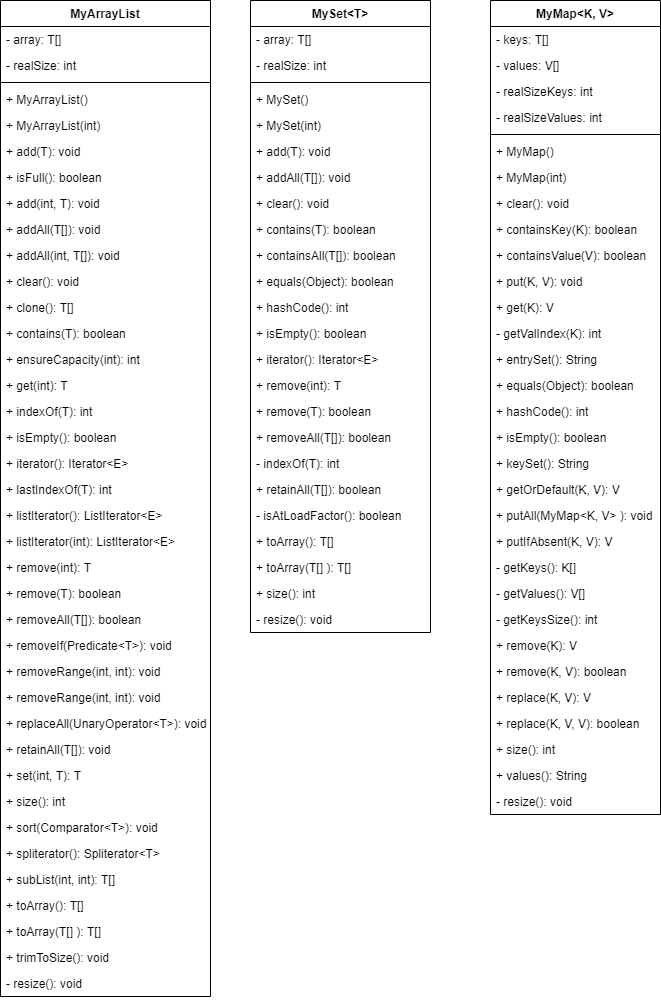 MyArrayList
- array: T[]
- realSize: int
+ MyArrayList()
+ MyArrayList(int)
+ add(T): void
+ isFull(): boolean
+ add(int, T): void
+ addAll(T[]): void
+ addAll(int, T[]): void
+ clear(): void
+ clone(): T[]
+ contains(T): boolean
+ ensureCapacity(int): int
+ get(int): T
+ indexOf(T): int
+ isEmpty(): boolean
+ iterator(): Iterator<E>
+ lastIndexOf(T): int
+ listIterator(): ListIterator<E>
+ listIterator(int): ListIterator<E>
+ remove(int): T
+ remove(T): boolean
+ removeAll(T[]): boolean
+ removeIf(Predicate<T>): void
+ removeRange(int, int): void
+ removeRange(int, int): void
+ replaceAll(UnaryOperator<T>): void
+ retainAll(T[]): void
+ set(int, T): T
+ size(): int
+ sort(Comparator<T>): void
+ spliterator(): Spliterator<T>
+ subList(int, int): T[]
+ toArray(): T[]
+ toArray(T[] ): T[]
+ trimToSize(): void
- resize(): void
MySet<T>
- array: T[]
- realSize: int
+ MySet()
+ MySet(int)
+ add(T): void
+ addAll(T[]): void
+ clear(): void
+ contains(T): boolean
+ containsAll(T[]): boolean
+ equals(Object): boolean
+ hashCode(): int
+ isEmpty(): boolean
+ iterator(): Iterator<E>
+ remove(int): T
+ remove(T): boolean
+ removeAll(T[]): boolean
- indexOf(T): int
+ retainAll(T[]): boolean
- isAtLoadFactor(): boolean
+ toArray(): T[]
+ toArray(T[] ): T[]
+ size(): int
- resize(): void
MyMap<K, V>
- keys: T[]
- values: V[]
- realSizeKeys: int
- realSizeValues: int
+ MyMap()
+ MyMap(int)
+ clear(): void
+ containsKey(K): boolean
+ containsValue(V): boolean
+ put(K, V): void
+ get(K): V
- getValIndex(K): int
+ entrySet(): String
+ equals(Object): boolean
+ hashCode(): int
+ isEmpty(): boolean
+ keySet(): String
+ getOrDefault(K, V): V
+ putAll(MyMap<K, V> ): void
+ putIfAbsent(K, V): V
- getKeys(): K[]
- getValues(): V[]
- getKeysSize(): int
+ remove(K): V
+ remove(K, V): boolean
+ replace(K, V): V
+ replace(K, V, V): boolean
+ size(): int
+ values(): String
- resize(): void